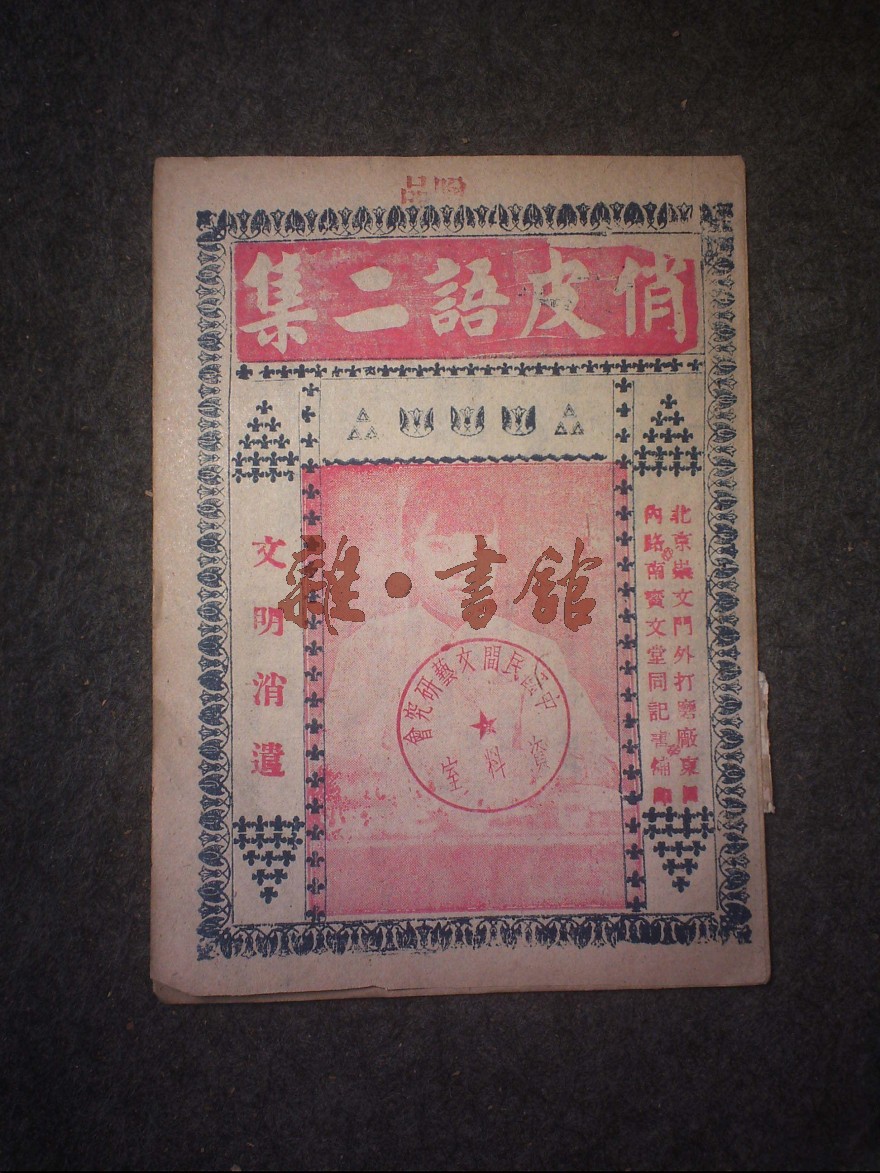 俏皮語二集
北京崇文門外打磨廠東
內路南寶文堂同記書鋪
文明消遣
雜·書館
中國民間文藝研究會
資料室